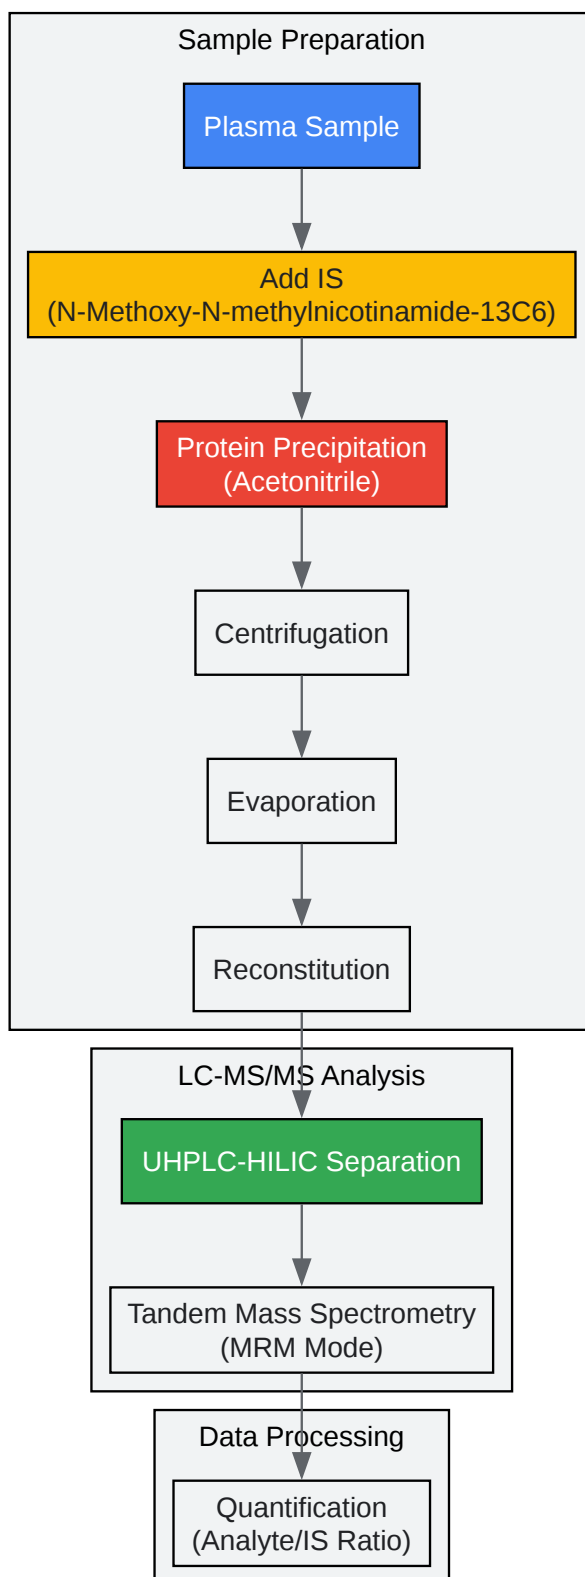 Sample Preparation
Plasma Sample
Add IS
(N-Methoxy-N-methylnicotinamide-13C6)
Protein Precipitation
(Acetonitrile)
Centrifugation
Evaporation
Reconstitution
LC-MS/MS Analysis
UHPLC-HILIC Separation
Tandem Mass Spectrometry
(MRM Mode)
Data Processing
Quantification
(Analyte/IS Ratio)